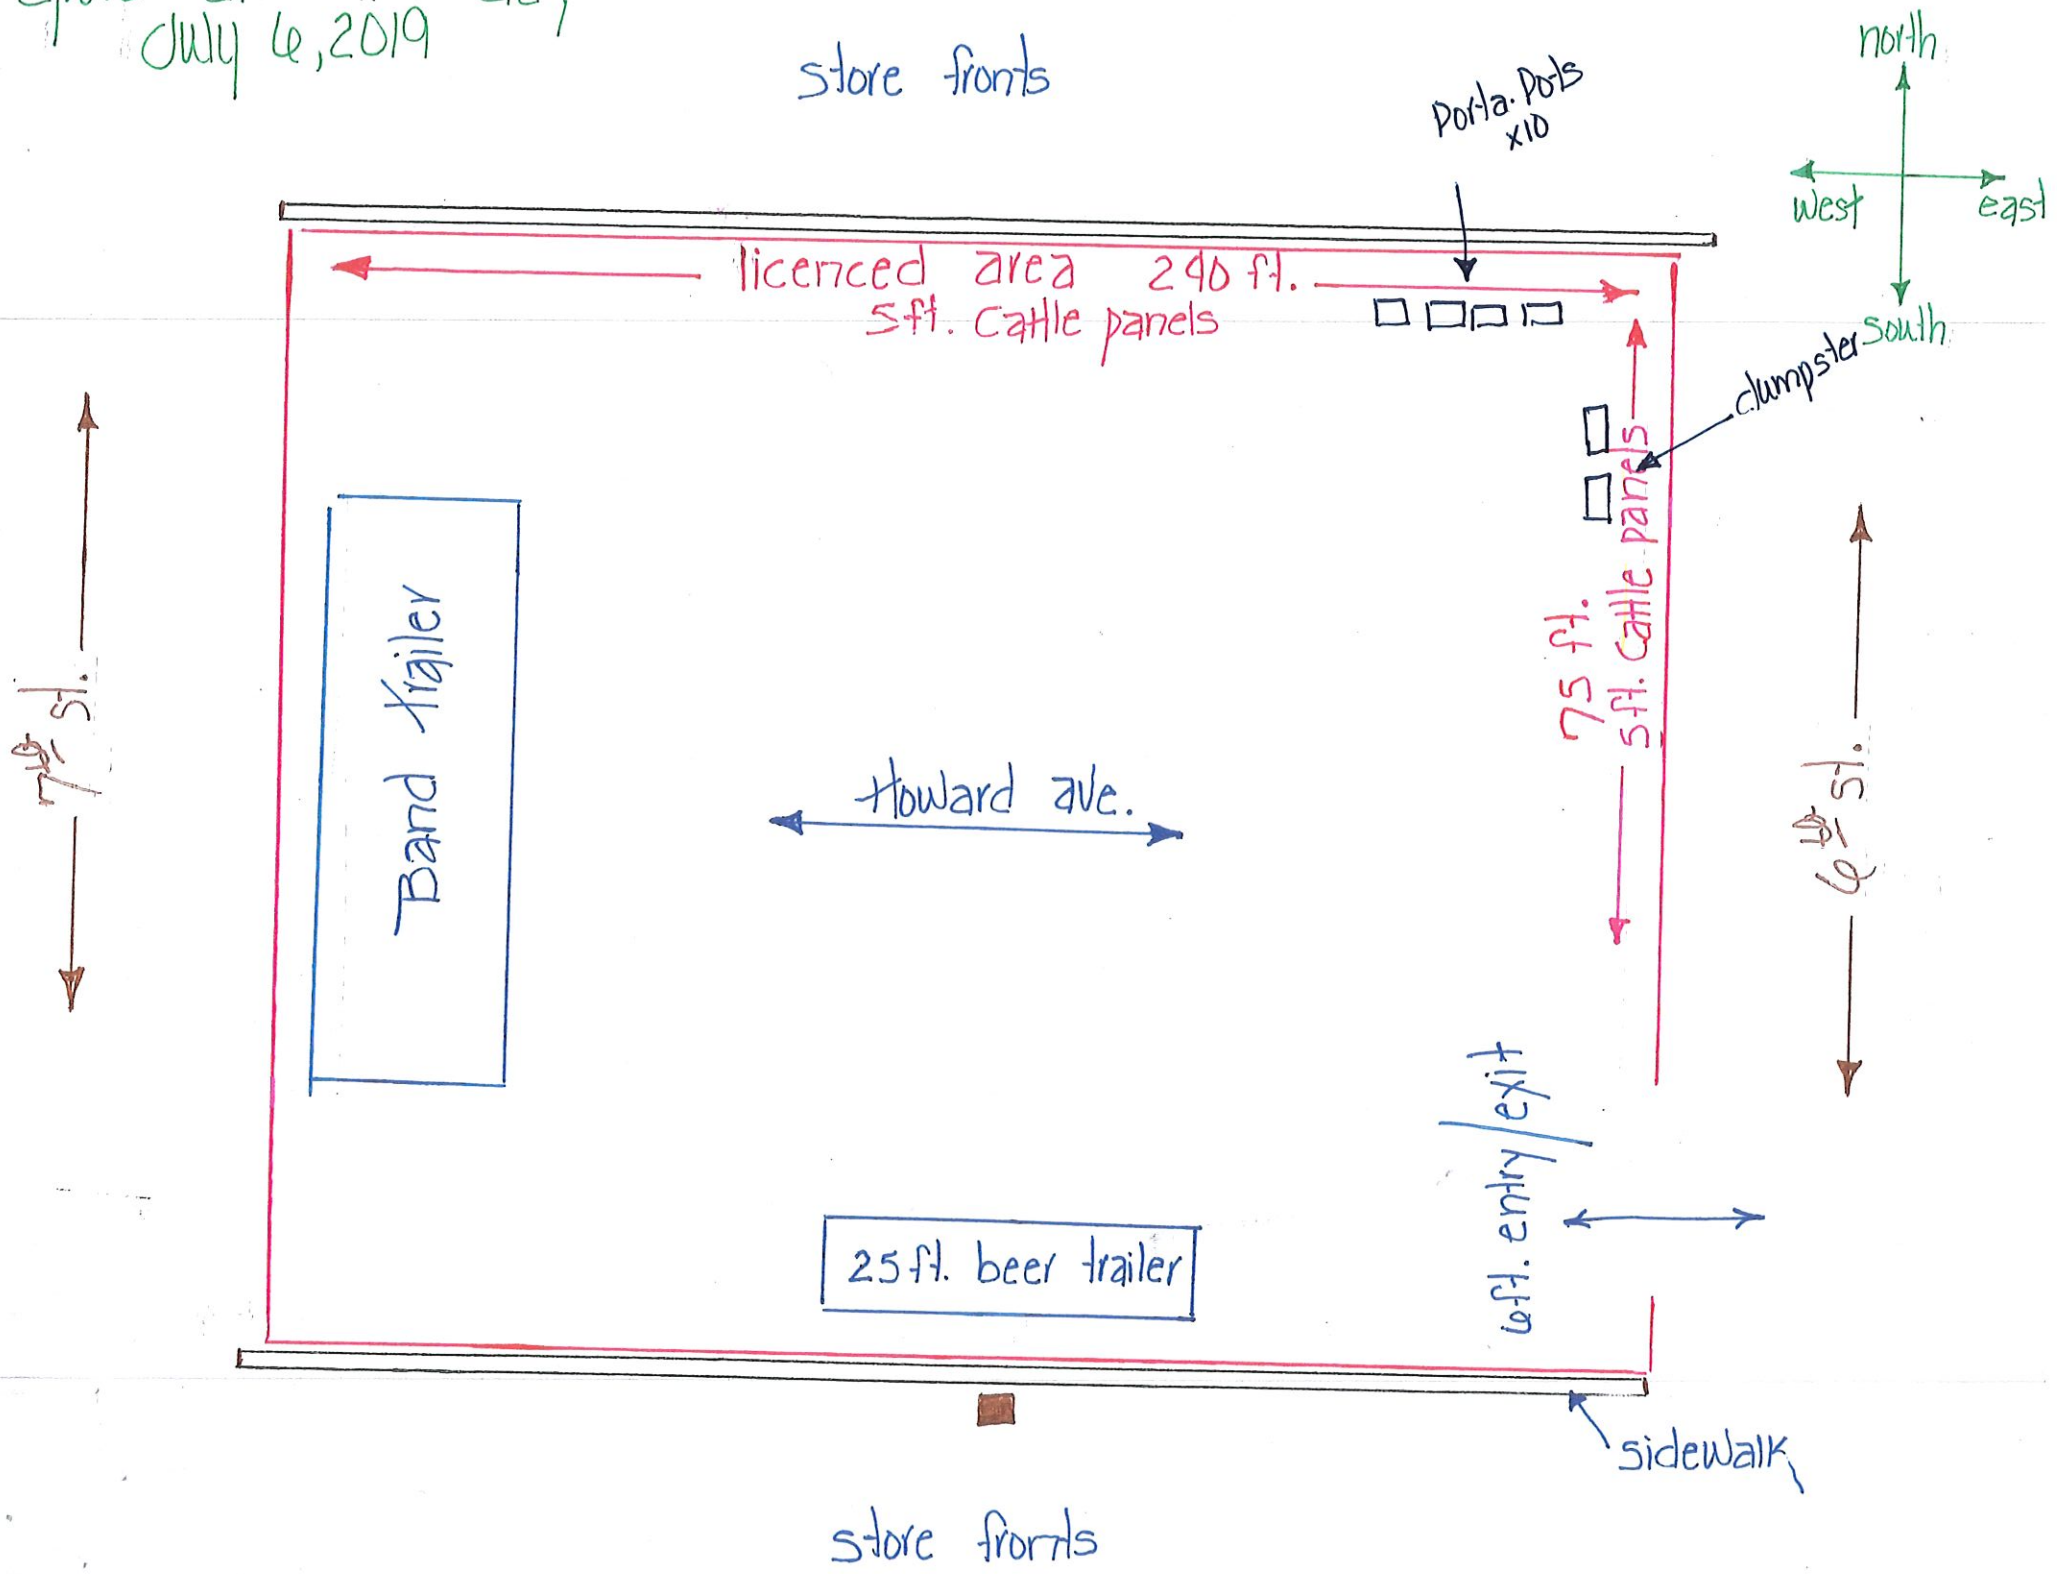 July 6, 2019
store fronts
Porta. Pots
x10
north
west
east
south
licenced area 240 ft.
5ft. Cattle panels
dumpster
75 ft.
5ft. Cattle panels
7th St.
Band trailer
Howard ave.
6th St.
6ft. entry/exit
25ft. beer trailer
sidewalk
store fronts